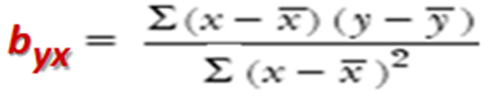 b_yx = Σ(x − x̅) (y − y̅) / Σ (x − x̅)²